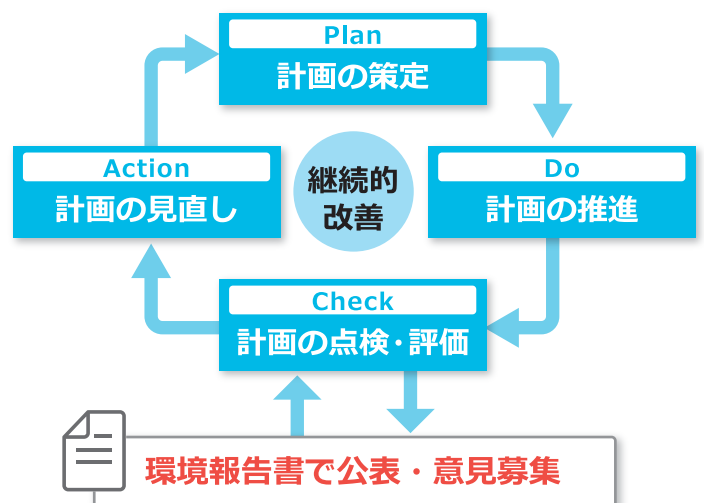 Plan
計画の策定
Action
計画の見直し
継続的
改善
Do
計画の推進
Check
計画の点検・評価
環境報告書で公表・意見募集